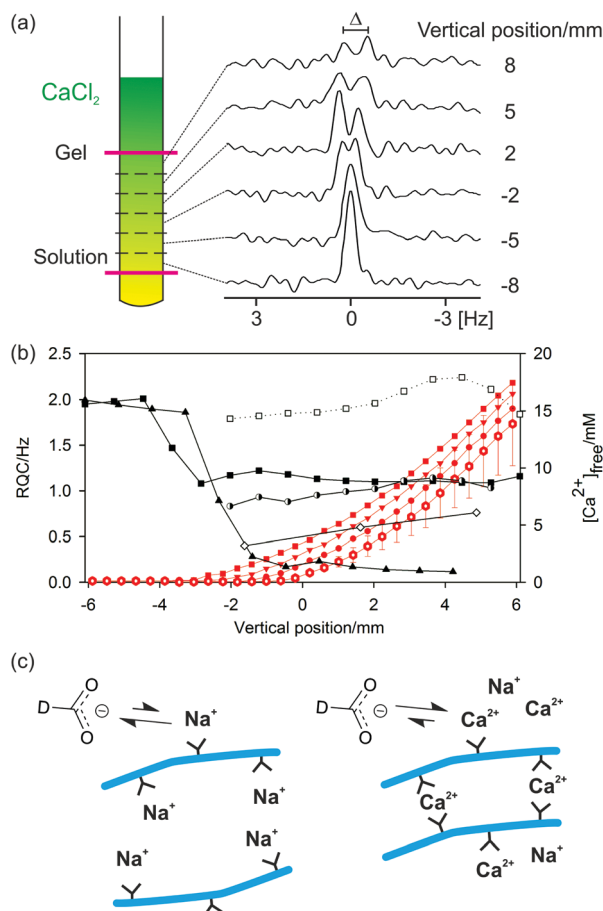 (a)
Vertical position/mm
Δ
CaCl₂
Gel
Solution
8
5
2
-2
-5
-8
3 0 -3 [Hz]
(b)
2.5
2.0
1.5
1.0
0.5
0.0
RQC/Hz
20
15
10
5
0
[Ca²⁺]free/mM
-6 -4 -2 0 2 4 6
Vertical position/mm
(c)
D O O ⊖
Na⁺
Na⁺ Na⁺
Na⁺ Na⁺
D O O ⊖
Na⁺
Ca²⁺ Ca²⁺
Ca²⁺ Ca²⁺
Ca²⁺ Na⁺